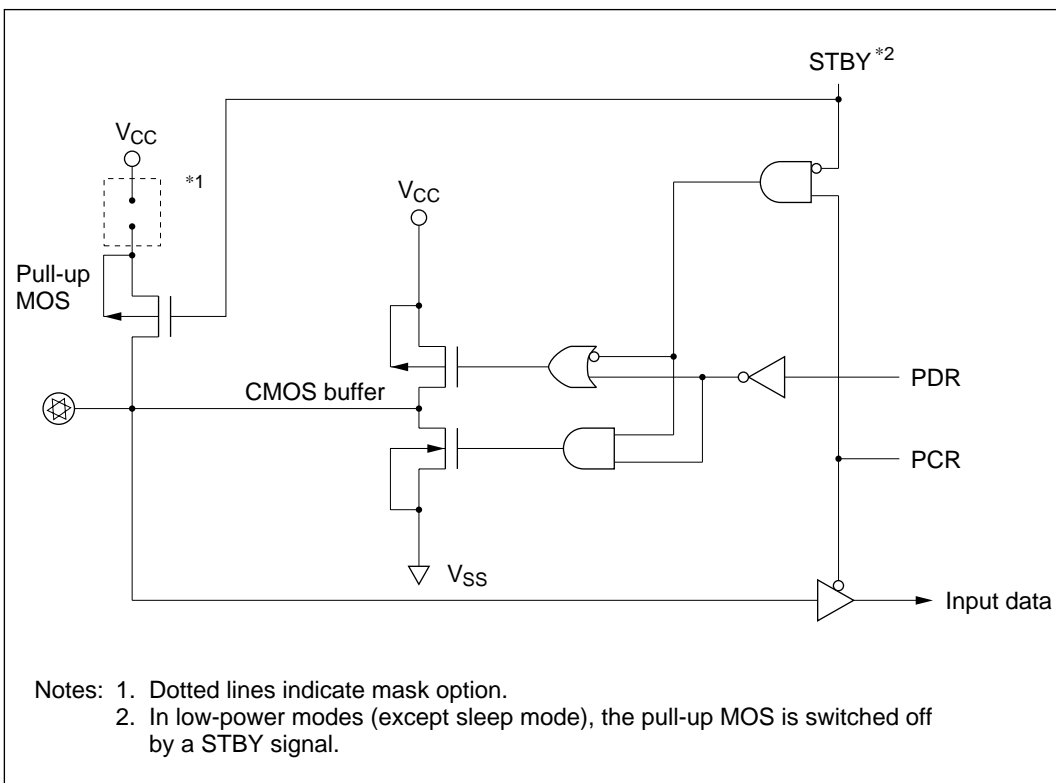 STBY *2
VCC
*1
VCC
Pull-up
MOS
CMOS buffer
PDR
PCR
VSS
Input data
Notes: 1. Dotted lines indicate mask option.
2. In low-power modes (except sleep mode), the pull-up MOS is switched off
by a STBY signal.